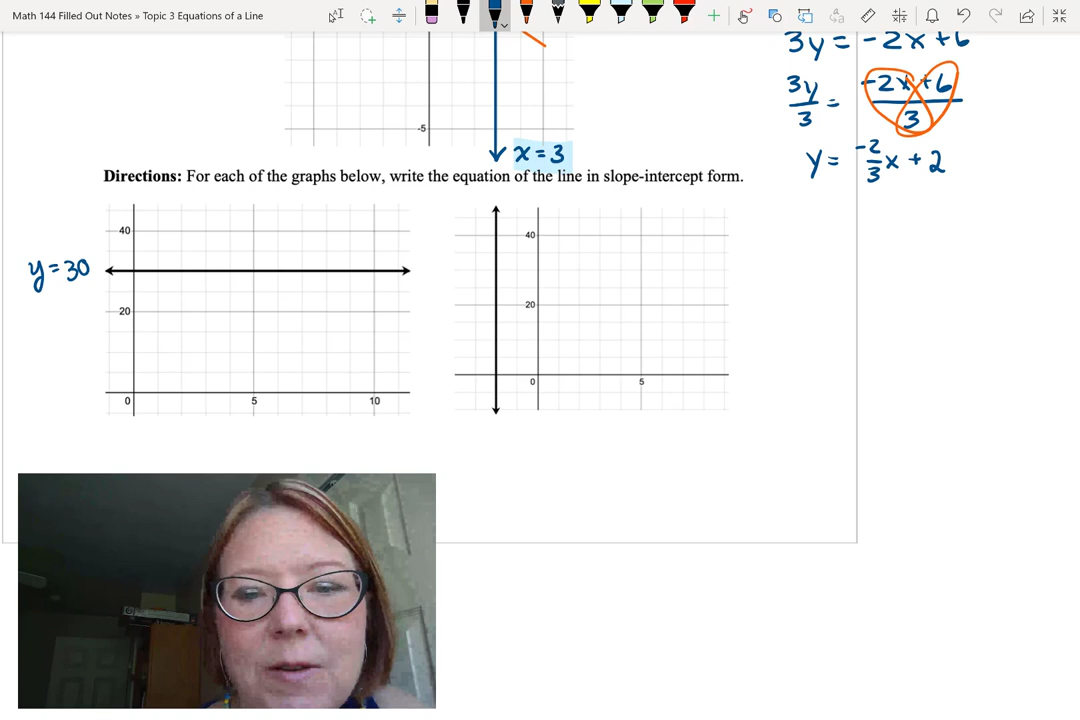 Math 144 Filled Out Notes » Topic 3 Equations of a Line
3y = -2x + 6
3y/3 = -2x + 6/3
-5
x = 3
y = -2/3 x + 2
Directions: For each of the graphs below, write the equation of the line in slope-intercept form.
40
y = 30
20
0
5
10
40
20
0
5